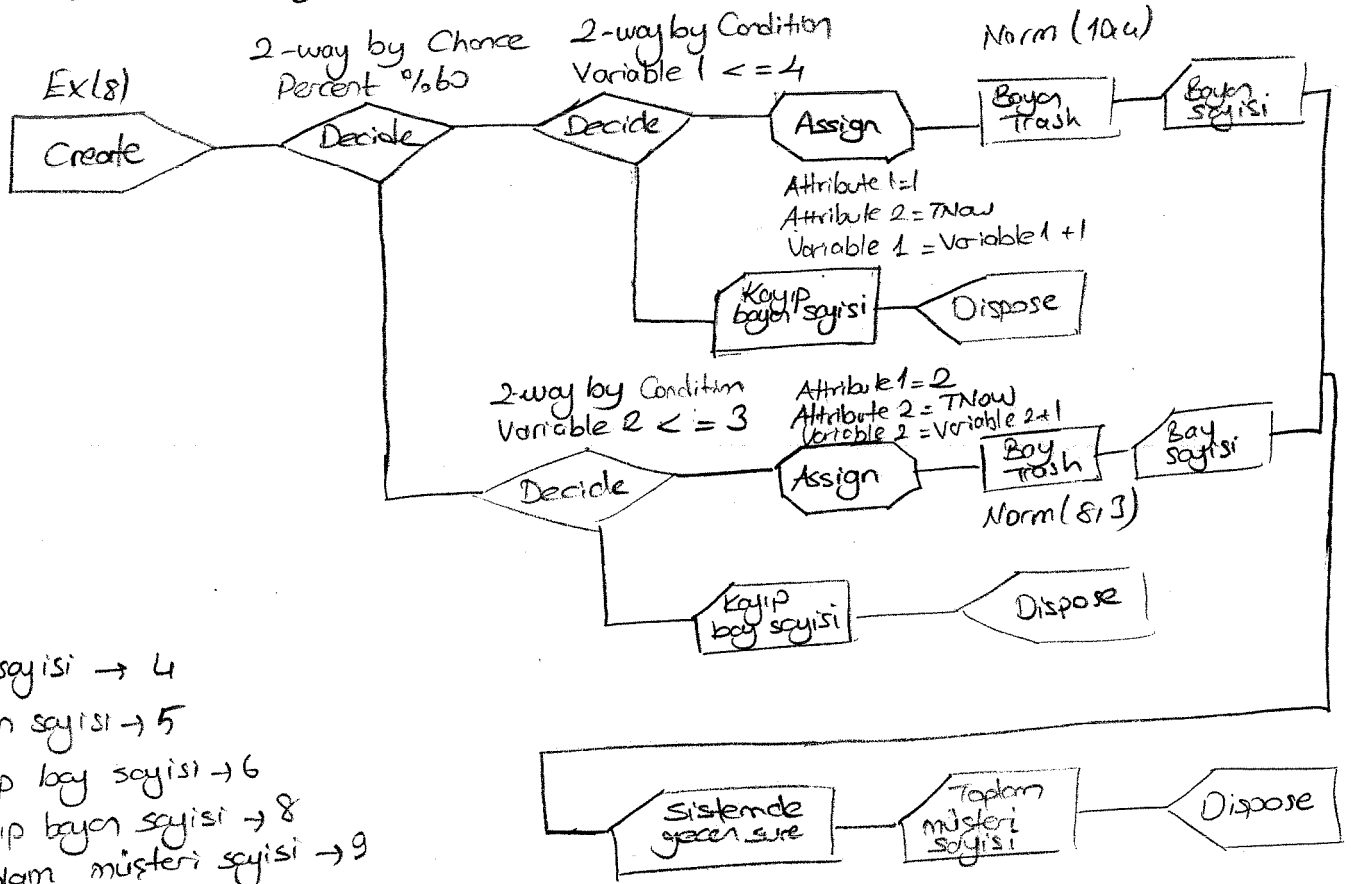 2-way by Chance
Percent %60
2-way by Condition
Variable 1 <= 4
Norm (10,4)
Ex(8)
Create
Decide
Decide
Assign
Bayan
Trash
Bayan
sayisi
Attribute 1=1
Attribute 2 = TNow
Variable 1 = Variable 1 +1
Kayıp
bayan sayisi
Dispose
2-way by Condition
Variable 2 <= 3
Attribute 1 = 2
Attribute 2 = TNow
Variable 2 = Variable 2+1
Decide
Assign
Bay
Trash
Bay
sayisi
Norm(8,3)
Kayıp
bay sayisi
Dispose
sayisi → 4
n sayisi → 5
p bay sayisi → 6
ıp bayan sayisi → 8
lam müşteri sayisi → 9
Sistemde
geçen süre
Toplam
müşteri
sayisi
Dispose